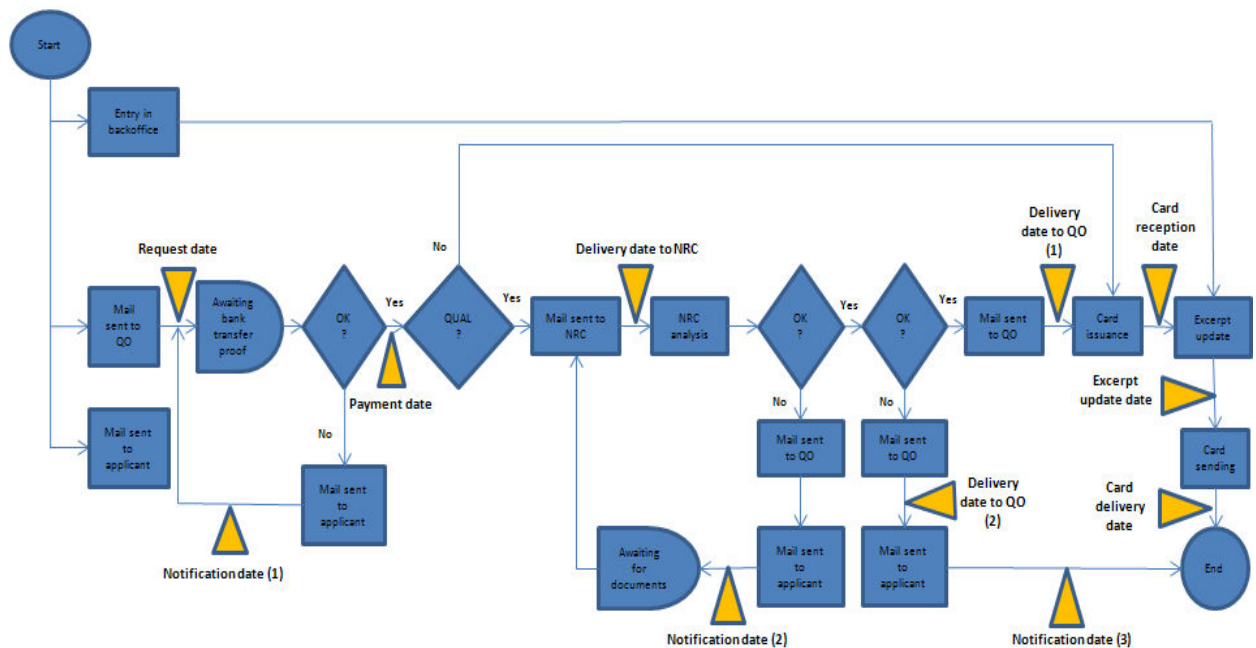 Start
Entry in
backoffice
No
Request date
Delivery date to NRC
Delivery
date to QO
(1)
Card
reception
date
Mail
sent to
QO
Awaiting
bank
transfer
proof
OK
?
Yes
QUAL
?
Yes
Mail sent to
NRC
NRC
analysis
OK
?
Yes
OK
?
Yes
Mail sent
to QO
Card
issuance
Excerpt
update
Payment date
Excerpt
update date
No
No
No
Mail sent
to
applicant
Mail sent
to QO
Mail sent
to QO
Card
sending
Mail sent
to
applicant
Delivery
date to QO
(2)
Card
delivery
date
Notification date (1)
Awaiting
for
documents
Mail sent
to
applicant
Mail sent
to
applicant
End
Notification date (2)
Notification date (3)